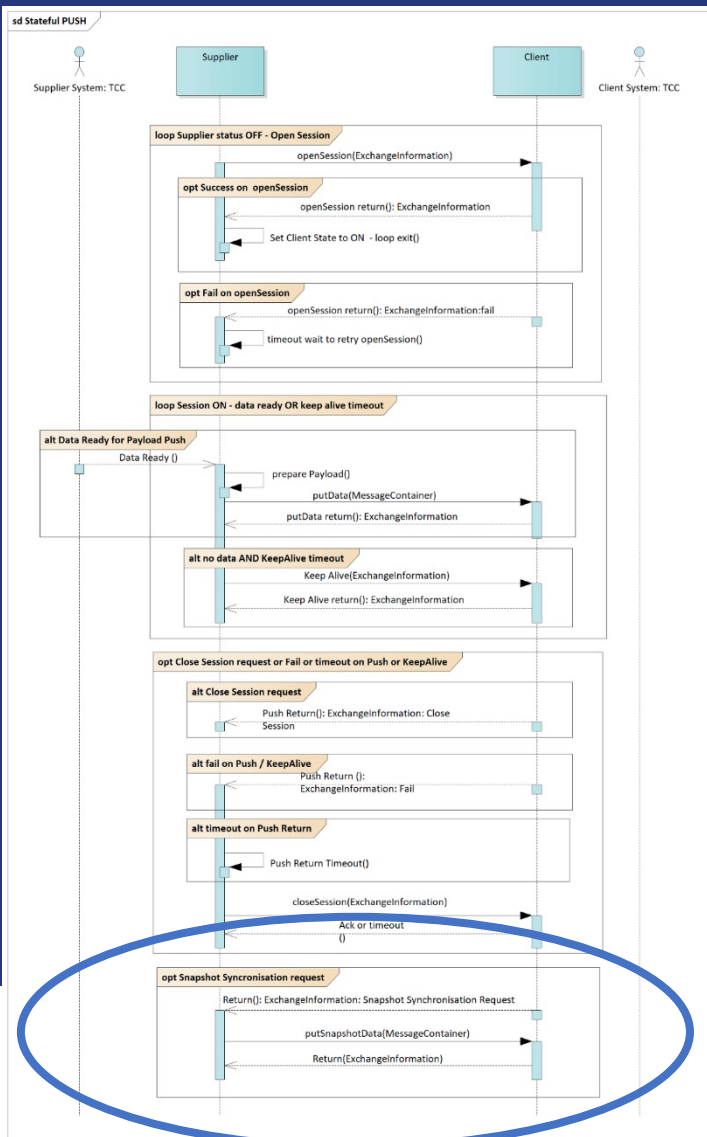 sd Stateful PUSH
Supplier
Client
Supplier System: TCC
Client System: TCC
loop Supplier status OFF - Open Session
openSession(ExchangeInformation)
opt Success on openSession
openSession return(): ExchangeInformation
Set Client State to ON - loop exit()
opt Fail on openSession
openSession return(): ExchangeInformation:fail
timeout wait to retry openSession()
loop Session ON - data ready OR keep alive timeout
alt Data Ready for Payload Push
Data Ready ()
prepare Payload()
putData(MessageContainer)
putData return(): ExchangeInformation
alt no data AND KeepAlive timeout
Keep Alive(ExchangeInformation)
Keep Alive return(): ExchangeInformation
opt Close Session request or Fail or timeout on Push or KeepAlive
alt Close Session request
Push Return(): ExchangeInformation: Close
Session
alt fail on Push / KeepAlive
Push Return ():
ExchangeInformation: Fail
alt timeout on Push Return
Push Return Timeout()
closeSession(ExchangeInformation)
Ack or timeout
()
opt Snapshot Syncronisation request
Return(): ExchangeInformation: Snapshot Synchronisation Request
putSnapshotData(MessageContainer)
Return(ExchangeInformation)